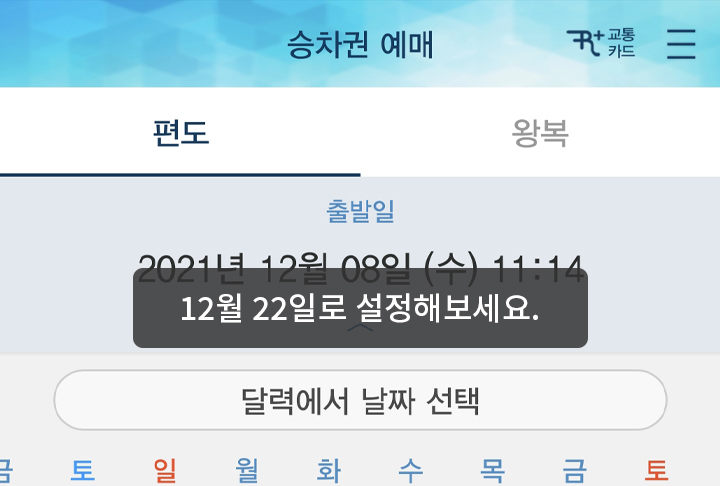 승차권 예매
R+ 교통
카드
편도
왕복
출발일
2021년 12월 08일 (수) 11:14
12월 22일로 설정해보세요.
달력에서 날짜 선택
금 토 일 월 화 수 목 금 토